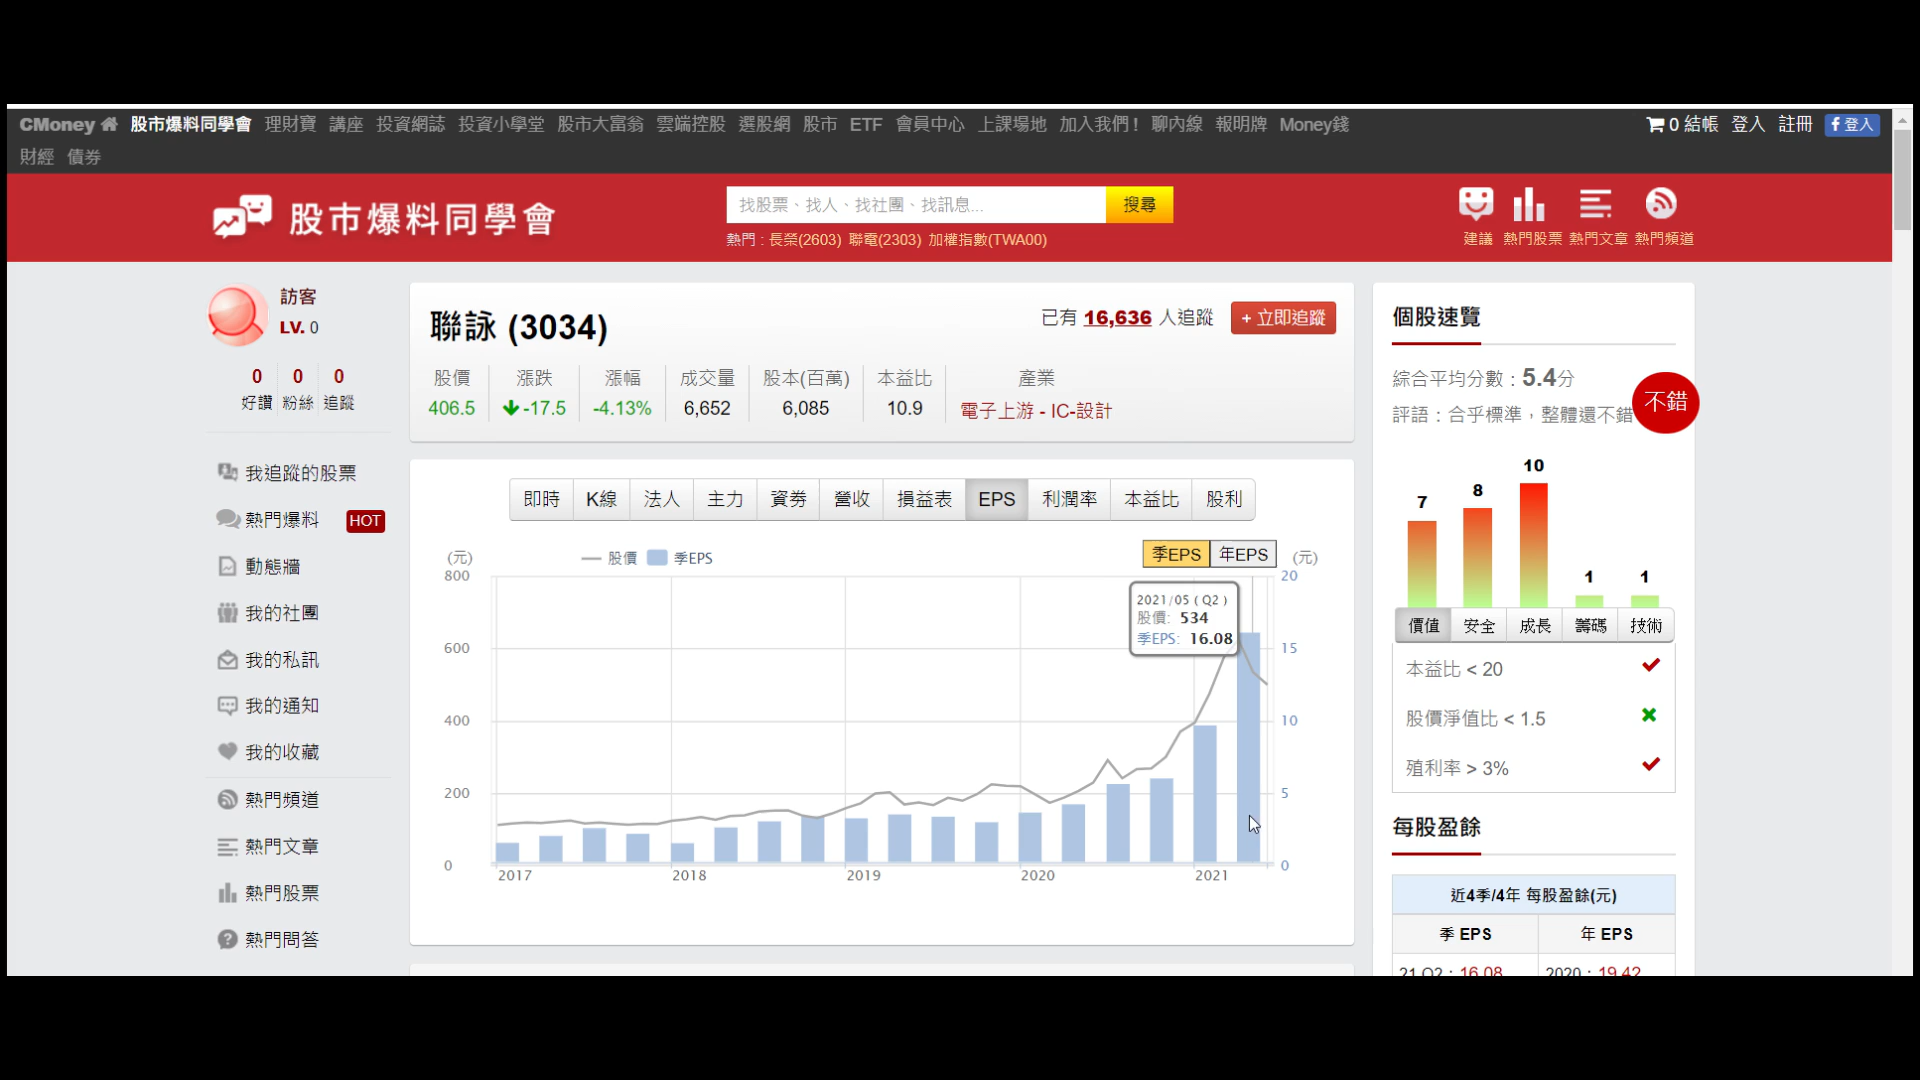 CMoney 股市爆料同學會 理財寶 講座 投資網誌 投資小學堂 股市大富翁 雲端控股 選股網 股市 ETF 會員中心 上課場地 加入我們! 聊內線 報明牌 Money錢
財經 債券
0 結帳 登入 註冊 f 登入
股市爆料同學會
找股票、找人、找社團、找訊息...
搜尋
熱門 : 長榮(2603) 聯電(2303) 加權指數(TWA00)
建議 熱門股票 熱門文章 熱門頻道
訪客
LV. 0
0 0 0
好讚 粉絲 追蹤
我追蹤的股票
熱門爆料 HOT
動態牆
我的社團
我的私訊
我的通知
我的收藏
熱門頻道
熱門文章
熱門股票
熱門問答
聯詠 (3034)
已有 16,636 人追蹤
+ 立即追蹤
股價 漲跌 漲幅 成交量 股本(百萬) 本益比 產業
406.5 -17.5 -4.13% 6,652 6,085 10.9 電子上游 - IC-設計
即時 K線 法人 主力 資券 營收 損益表 EPS 利潤率 本益比 股利
(元) 股價 季EPS 季EPS 年EPS (元)
800 20
2021/05 ( Q2 )
股價: 534
季EPS: 16.08
600 15
400 10
200 5
0 0
2017 2018 2019 2020 2021
個股速覽
綜合平均分數 : 5.4分
評語 : 合乎標準，整體還不錯
不錯
7 8 10 1 1
價值 安全 成長 籌碼 技術
本益比 < 20
股價淨值比 < 1.5
殖利率 > 3%
每股盈餘
近4季/4年 每股盈餘(元)
季 EPS 年 EPS
21 Q2 : 16.08 2020 : 19.42